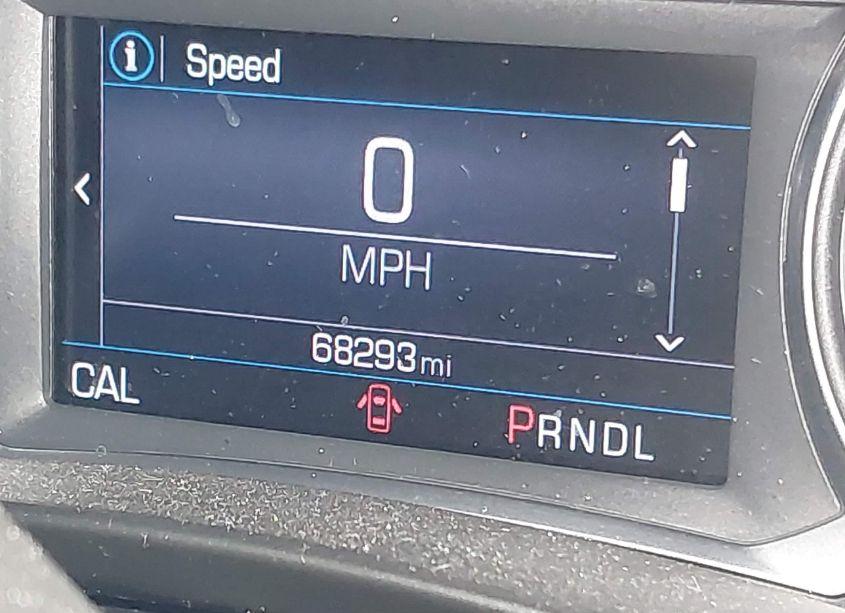 i Speed
0
MPH
68293 mi
CAL
PRNDL